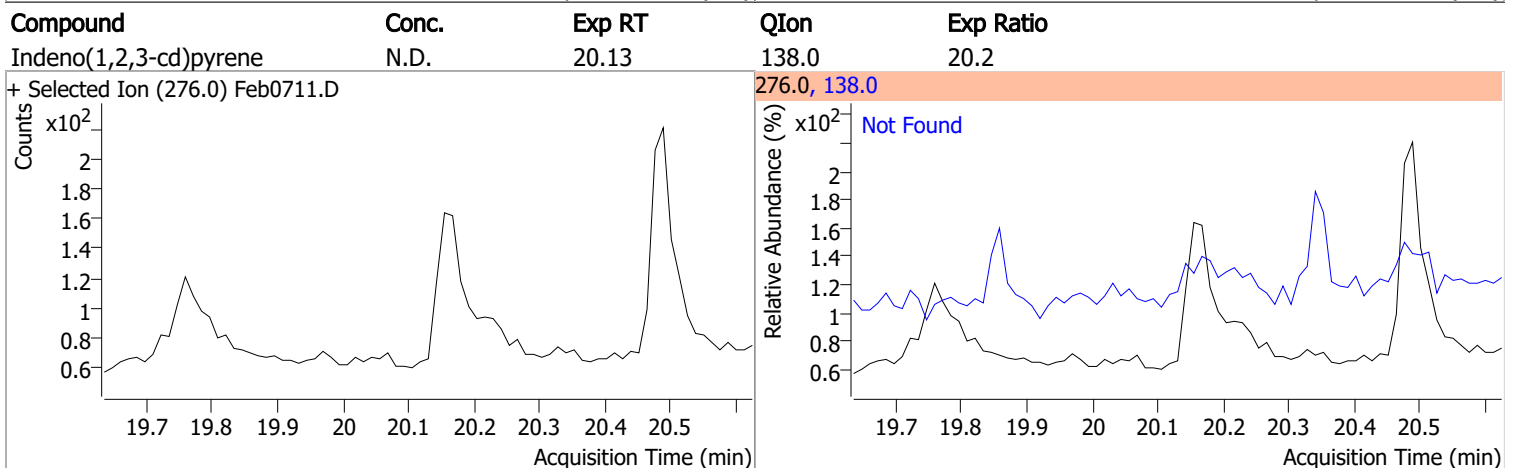 Compound Conc. Exp RT QIon Exp Ratio
Indeno(1,2,3-cd)pyrene N.D. 20.13 138.0 20.2
+ Selected Ion (276.0) Feb0711.D
Counts
x10²
2
1.8
1.6
1.4
1.2
1
0.8
0.6
19.7 19.8 19.9 20 20.1 20.2 20.3 20.4 20.5
Acquisition Time (min)
276.0, 138.0
Relative Abundance (%)
x10²
Not Found
2
1.8
1.6
1.4
1.2
1
0.8
0.6
19.7 19.8 19.9 20 20.1 20.2 20.3 20.4 20.5
Acquisition Time (min)